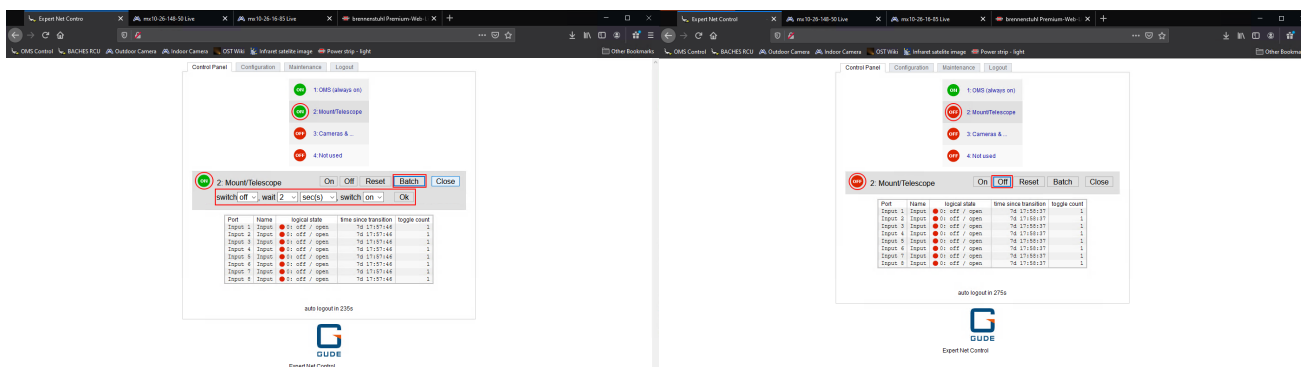 Expert Net Contro
mx10-26-148-50 Live
mx10-26-16-85 Live
brennenstuhl Premium-Web-
OMS Control
BACHES RCU
Outdoor Camera
Indoor Camera
OST Wiki
Infraret satelite image
Power strip - light
Other Bookmarks
Control Panel
Configuration
Maintenance
Logout
ON 1: OMS (always on)
ON 2: Mount/Telescope
OFF 3: Cameras & ...
OFF 4: Not used
ON 2: Mount/Telescope On Off Reset Batch Close
switch off , wait 2 sec(s) , switch on Ok
Port Name logical state time since transition toggle count
Input 1 Input 0: off / open 7d 17:57:46 1
Input 2 Input 0: off / open 7d 17:57:46 1
Input 3 Input 0: off / open 7d 17:57:46 1
Input 4 Input 0: off / open 7d 17:57:46 1
Input 5 Input 0: off / open 7d 17:57:46 1
Input 6 Input 0: off / open 7d 17:57:46 1
Input 7 Input 0: off / open 7d 17:57:46 1
Input 8 Input 0: off / open 7d 17:57:46 1
auto logout in 235s
GUDE
Expert Net Control
Expert Net Control
mx10-26-148-50 Live
mx10-26-16-85 Live
brennenstuhl Premium-Web-
OMS Control
BACHES RCU
Outdoor Camera
Indoor Camera
OST Wiki
Infraret satelite image
Power strip - light
Other Bookma
Control Panel
Configuration
Maintenance
Logout
ON 1: OMS (always on)
OFF 2: Mount/Telescope
OFF 3: Cameras & ...
OFF 4: Not used
OFF 2: Mount/Telescope On Off Reset Batch Close
Port Name logical state time since transition toggle count
Input 1 Input 0: off / open 7d 17:58:37 1
Input 2 Input 0: off / open 7d 17:58:37 1
Input 3 Input 0: off / open 7d 17:58:37 1
Input 4 Input 0: off / open 7d 17:58:37 1
Input 5 Input 0: off / open 7d 17:58:37 1
Input 6 Input 0: off / open 7d 17:58:37 1
Input 7 Input 0: off / open 7d 17:58:37 1
Input 8 Input 0: off / open 7d 17:58:37 1
auto logout in 275s
GUDE
Expert Net Control